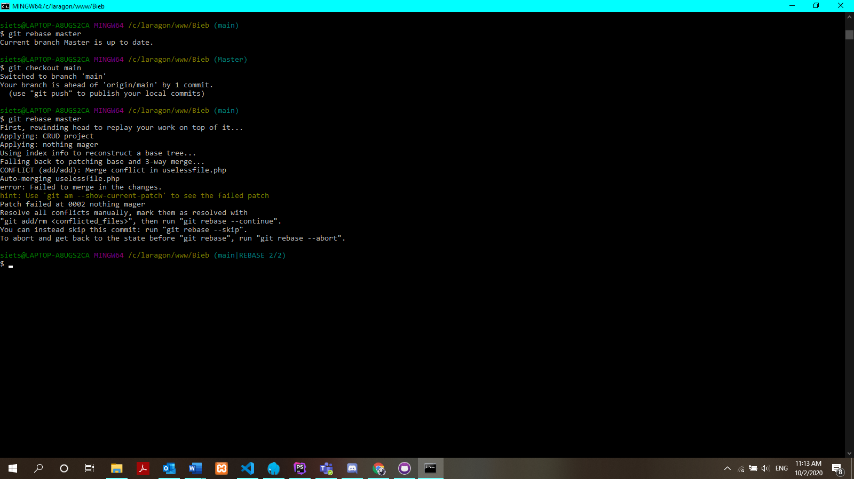 MINGW64:/c/laragon/www/Bieb
siets@LAPTOP-A8UGS2CA MINGW64 /c/laragon/www/Bieb (main)
$ git rebase master
Current branch Master is up to date.
siets@LAPTOP-A8UGS2CA MINGW64 /c/laragon/www/Bieb (Master)
$ git checkout main
Switched to branch 'main'
Your branch is ahead of 'origin/main' by 1 commit.
(use "git push" to publish your local commits)
siets@LAPTOP-A8UGS2CA MINGW64 /c/laragon/www/Bieb (main)
$ git rebase master
First, rewinding head to replay your work on top of it...
Applying: CRUD project
Applying: nothing mager
Using index info to reconstruct a base tree...
Falling back to patching base and 3-way merge...
CONFLICT (add/add): Merge conflict in uselessfile.php
Auto-merging uselessfile.php
error: Failed to merge in the changes.
hint: Use 'git am --show-current-patch' to see the failed patch
Patch failed at 0002 nothing mager
Resolve all conflicts manually, mark them as resolved with
"git add/rm <conflicted_files>", then run "git rebase --continue".
You can instead skip this commit: run "git rebase --skip".
To abort and get back to the state before "git rebase", run "git rebase --abort".
siets@LAPTOP-A8UGS2CA MINGW64 /c/laragon/www/Bieb (main|REBASE 2/2)
$
ENG
11:13 AM
10/2/2020